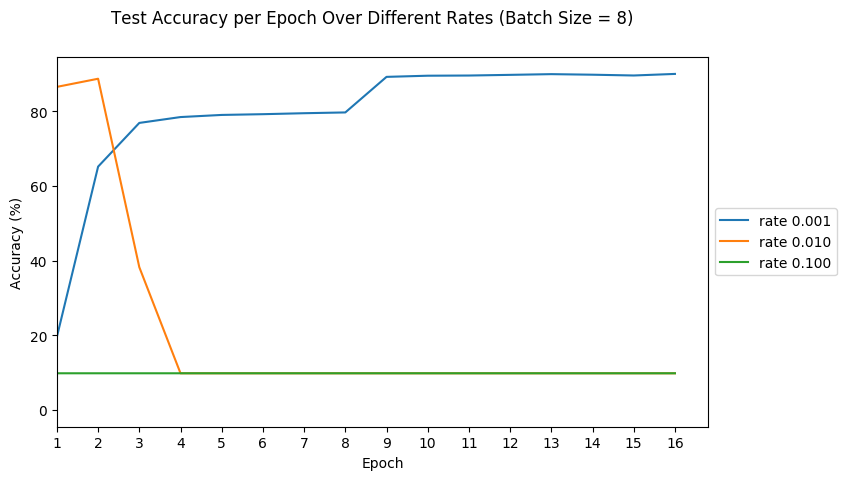 Test Accuracy per Epoch Over Different Rates (Batch Size = 8)
Accuracy (%)
80
60
40
20
0
1 2 3 4 5 6 7 8 9 10 11 12 13 14 15 16
Epoch
rate 0.001
rate 0.010
rate 0.100